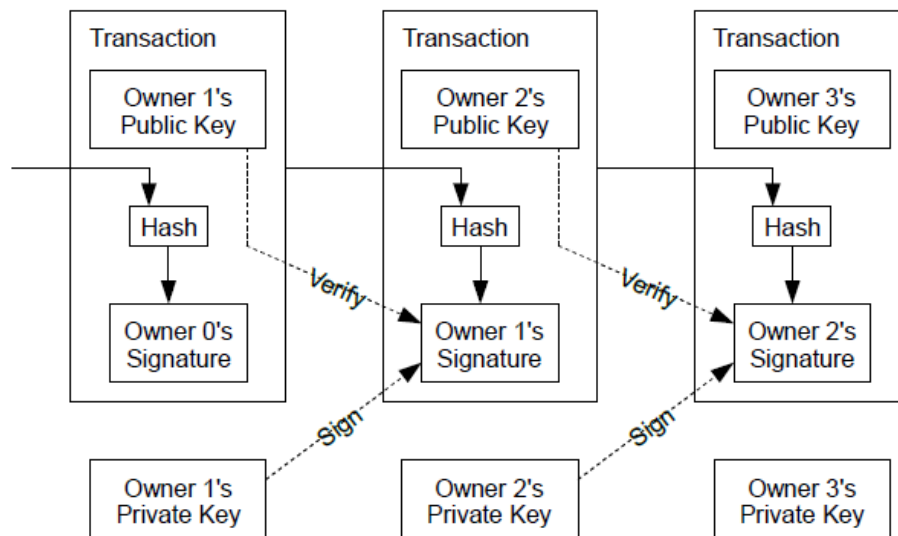 Transaction
Transaction
Transaction
Owner 1's
Public Key
Owner 2's
Public Key
Owner 3's
Public Key
Hash
Hash
Hash
Verify
Verify
Owner 0's
Signature
Owner 1's
Signature
Owner 2's
Signature
Sign
Sign
Owner 1's
Private Key
Owner 2's
Private Key
Owner 3's
Private Key